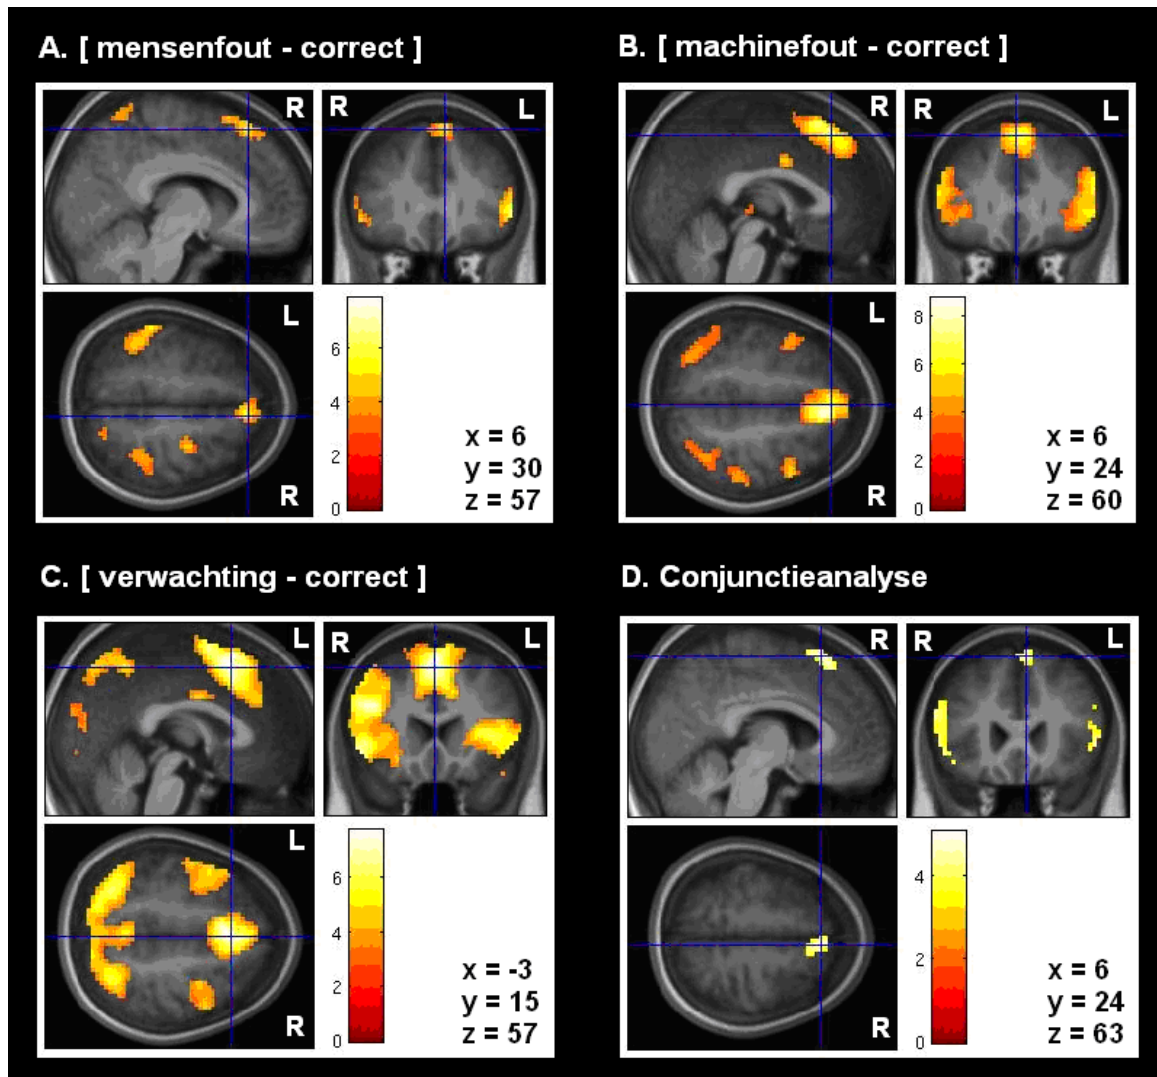 A. [ mensenfout - correct ]
R
R
L
L
R
6
4
2
0
x = 6
y = 30
z = 57
B. [ machinefout - correct ]
R
R
L
L
R
8
6
4
2
0
x = 6
y = 24
z = 60
C. [ verwachting - correct ]
L
R
L
L
R
6
4
2
0
x = -3
y = 15
z = 57
D. Conjunctieanalyse
R
R
L
R
4
2
0
x = 6
y = 24
z = 63